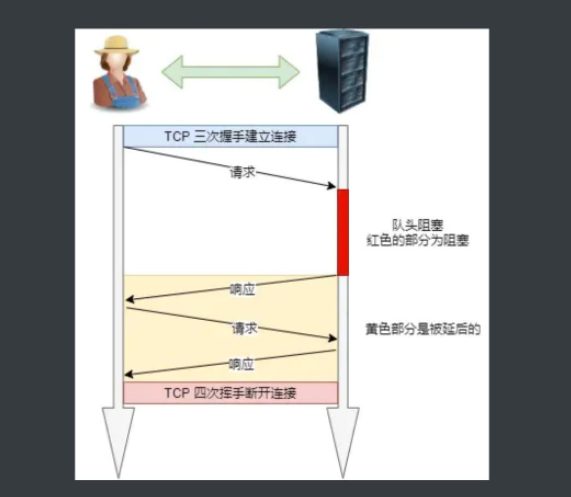 TCP 三次握手建立连接
请求
队头阻塞
红色的部分为阻塞
响应
请求
黄色部分是被延后的
响应
TCP 四次挥手断开连接